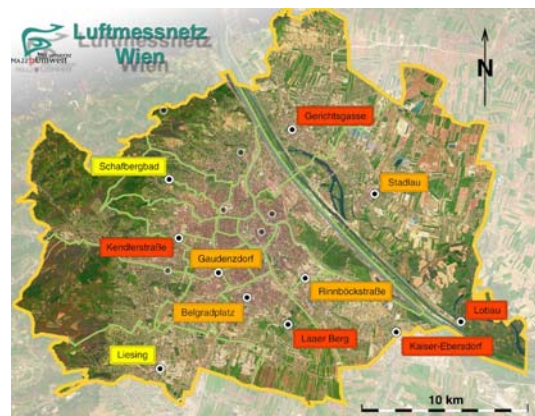 Luftmessnetz
Wien
N
Gerichtsgasse
Schafbergbad
Stadlau
Kendlerstraße
Gaudenzdorf
Rinnböckstraße
Belgradplatz
Lobau
Laaer Berg
Kaiser-Ebersdorf
Liesing
10 km